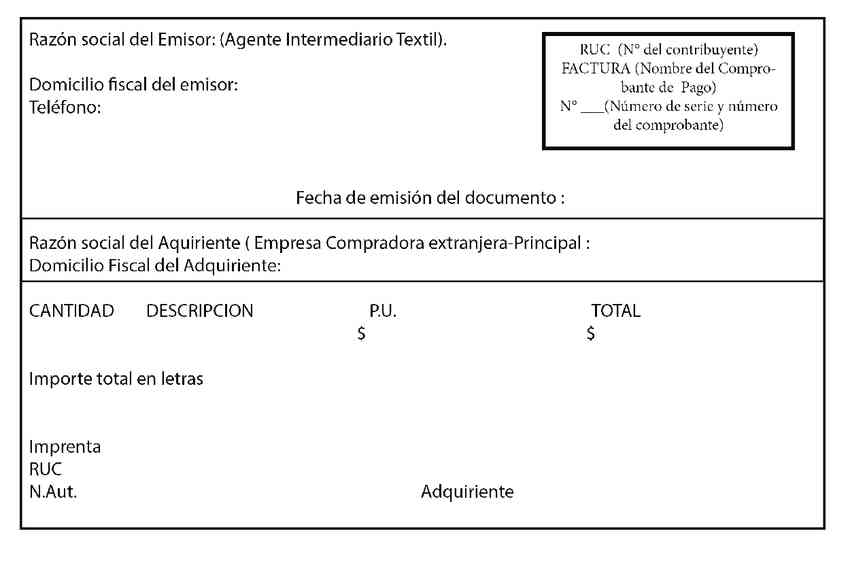 Razón social del Emisor: (Agente Intermediario Textil).
RUC (N° del contribuyente)
FACTURA (Nombre del Compro-
bante de Pago)
N° ___(Número de serie y número
del comprobante)
Domicilio fiscal del emisor:
Teléfono:
Fecha de emisión del documento :
Razón social del Aquiriente ( Empresa Compradora extranjera-Principal :
Domicilio Fiscal del Adquiriente:
CANTIDAD DESCRIPCION P.U. TOTAL
$ $
Importe total en letras
Imprenta
RUC
N.Aut. Adquiriente